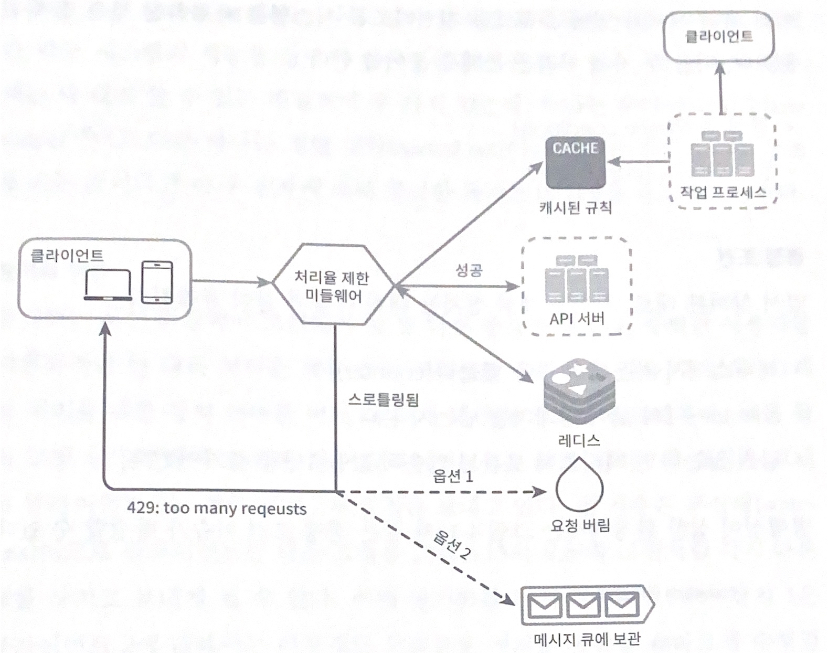 클라이언트
CACHE
캐시된 규칙
작업 프로세스
클라이언트
처리율 제한
미들웨어
성공
API 서버
스로틀링됨
레디스
옵션 1
429: too many reqeusts
요청 버림
옵션 2
메시지 큐에 보관